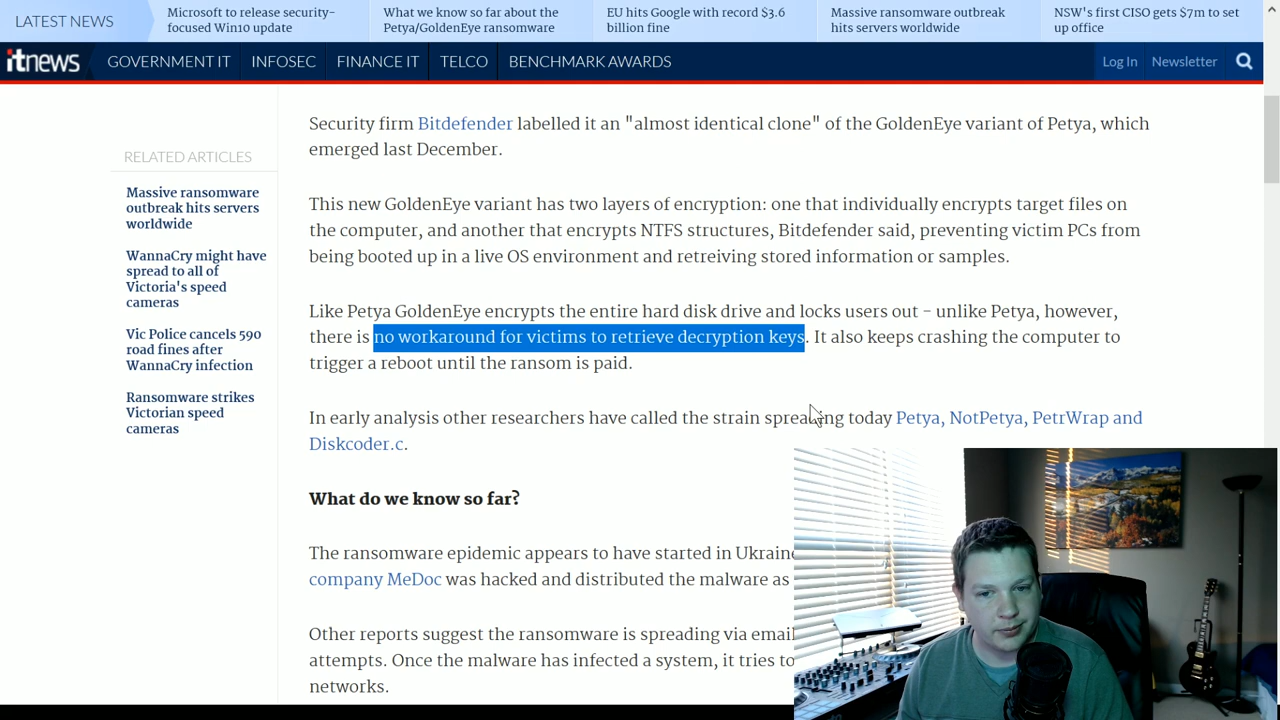 LATEST NEWS
Microsoft to release security-
focused Win10 update
What we know so far about the
Petya/GoldenEye ransomware
EU hits Google with record $3.6
billion fine
Massive ransomware outbreak
hits servers worldwide
NSW's first CISO gets $7m to set
up office
itnews
GOVERNMENT IT
INFOSEC
FINANCE IT
TELCO
BENCHMARK AWARDS
Log In
Newsletter
RELATED ARTICLES
Massive ransomware
outbreak hits servers
worldwide
WannaCry might have
spread to all of
Victoria's speed
cameras
Vic Police cancels 590
road fines after
WannaCry infection
Ransomware strikes
Victorian speed
cameras
Security firm Bitdefender labelled it an "almost identical clone" of the GoldenEye variant of Petya, which
emerged last December.
This new GoldenEye variant has two layers of encryption: one that individually encrypts target files on
the computer, and another that encrypts NTFS structures, Bitdefender said, preventing victim PCs from
being booted up in a live OS environment and retreiving stored information or samples.
Like Petya GoldenEye encrypts the entire hard disk drive and locks users out - unlike Petya, however,
there is no workaround for victims to retrieve decryption keys. It also keeps crashing the computer to
trigger a reboot until the ransom is paid.
In early analysis other researchers have called the strain spreading today Petya, NotPetya, PetrWrap and
Diskcoder.c.
What do we know so far?
The ransomware epidemic appears to have started in Ukraine
company MeDoc was hacked and distributed the malware as
Other reports suggest the ransomware is spreading via email
attempts. Once the malware has infected a system, it tries to
networks.